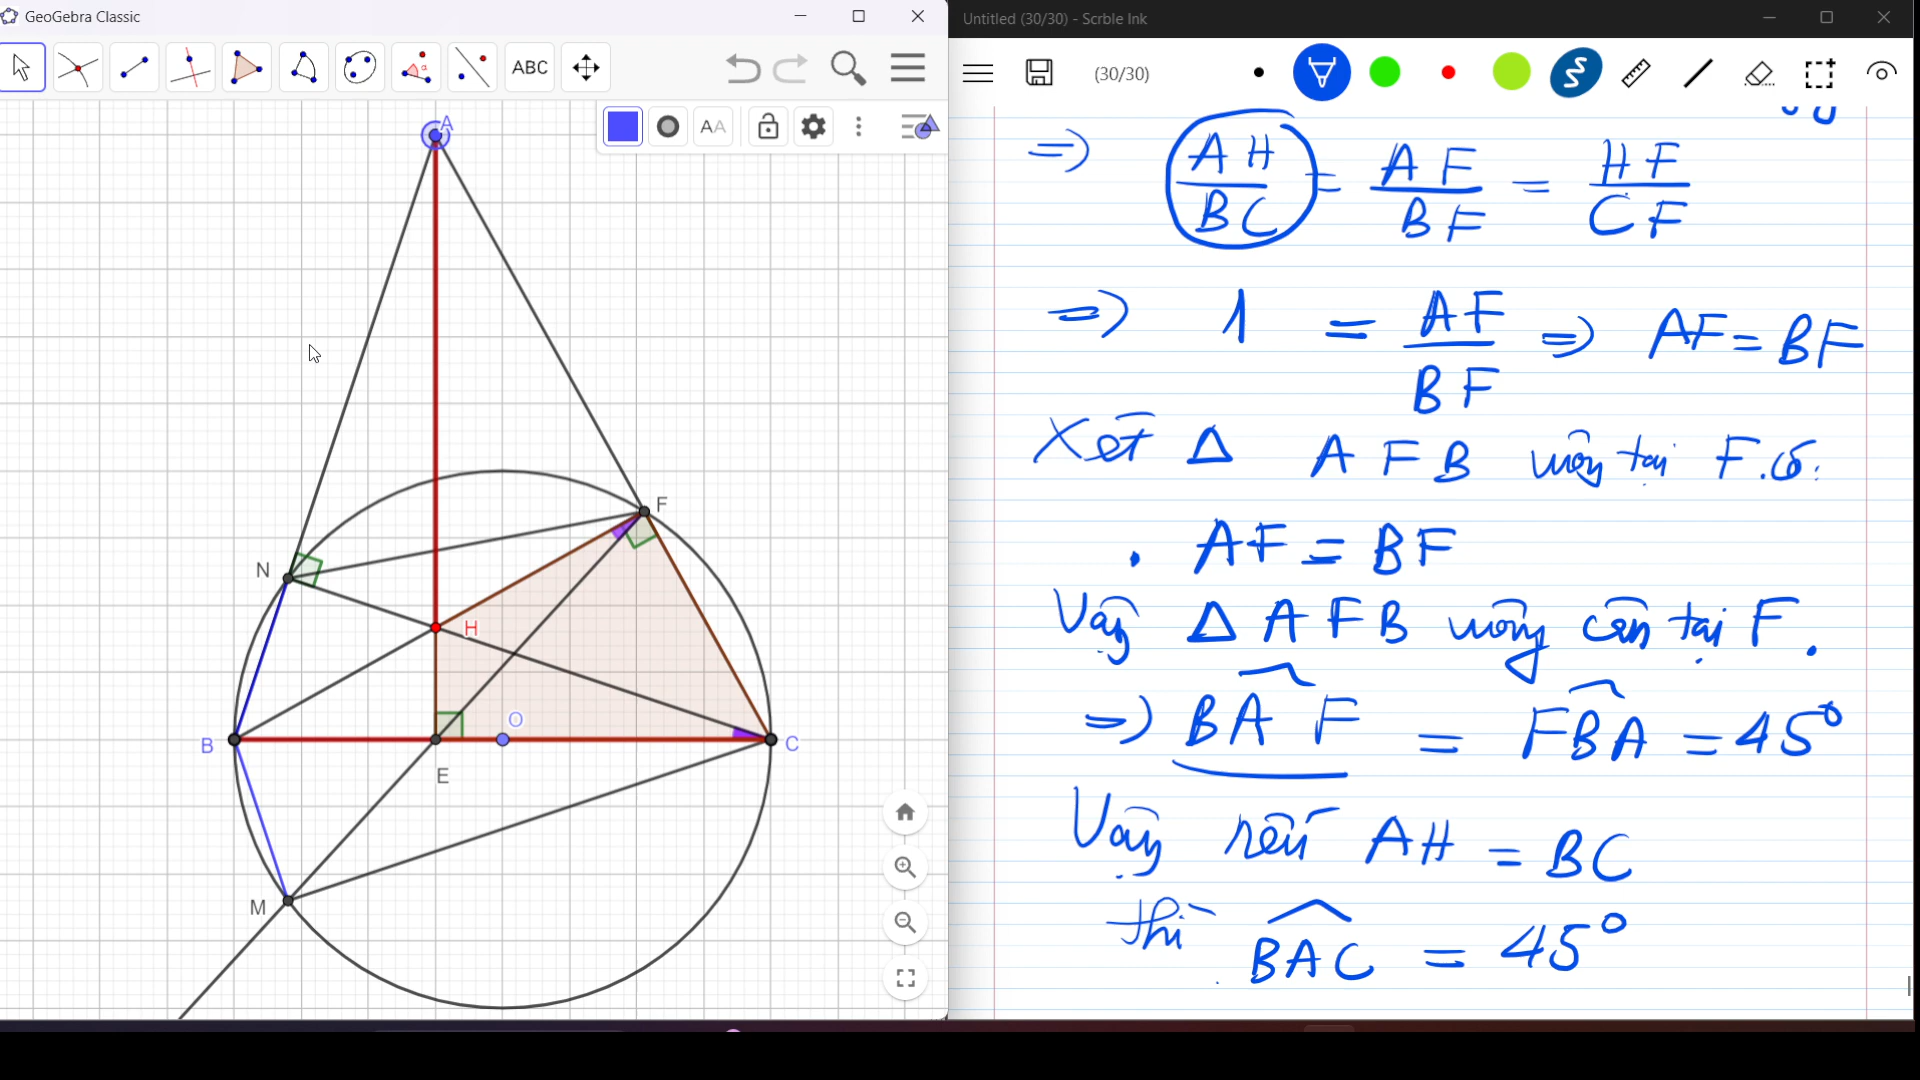 GeoGebra Classic
ABC
AA
A
F
N
H
B
O
C
E
M
Untitled (30/30) - Scrble Ink
(30/30)
=> AH/BC = AF/BF = HF/CF
=> 1 = AF/BF => AF = BF
Xét Δ AFB vuông tại F. có:
. AF = BF
Vậy Δ AFB vuông cân tại F.
=> BAF = FBA = 45°
Vậy nếu AH = BC
thì BAC = 45°